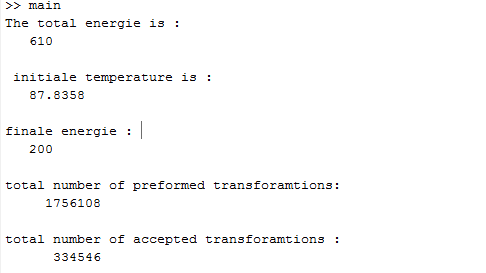 >> main
The total energie is :
610
initiale temperature is :
87.8358
finale energie :
200
total number of preformed transforamtions:
1756108
total number of accepted transforamtions :
334546